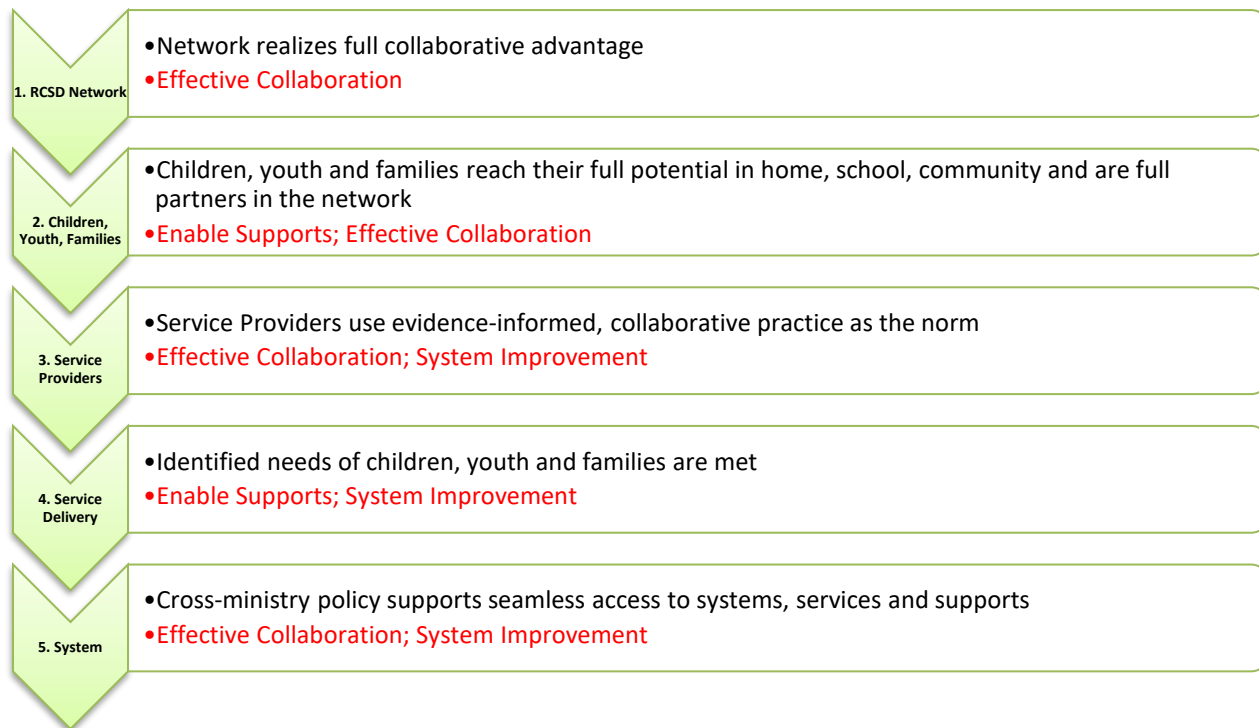 1. RCSD Network
•Network realizes full collaborative advantage
•Effective Collaboration
2. Children,
Youth, Families
•Children, youth and families reach their full potential in home, school, community and are full
partners in the network
•Enable Supports; Effective Collaboration
3. Service
Providers
•Service Providers use evidence-informed, collaborative practice as the norm
•Effective Collaboration; System Improvement
4. Service
Delivery
•Identified needs of children, youth and families are met
•Enable Supports; System Improvement
5. System
•Cross-ministry policy supports seamless access to systems, services and supports
•Effective Collaboration; System Improvement